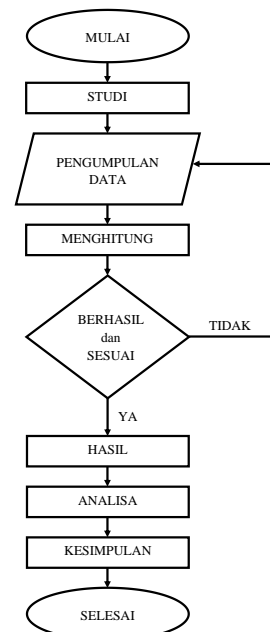 MULAI
STUDI
PENGUMPULAN
DATA
MENGHITUNG
BERHASIL
dan
SESUAI
TIDAK
YA
HASIL
ANALISA
KESIMPULAN
SELESAI